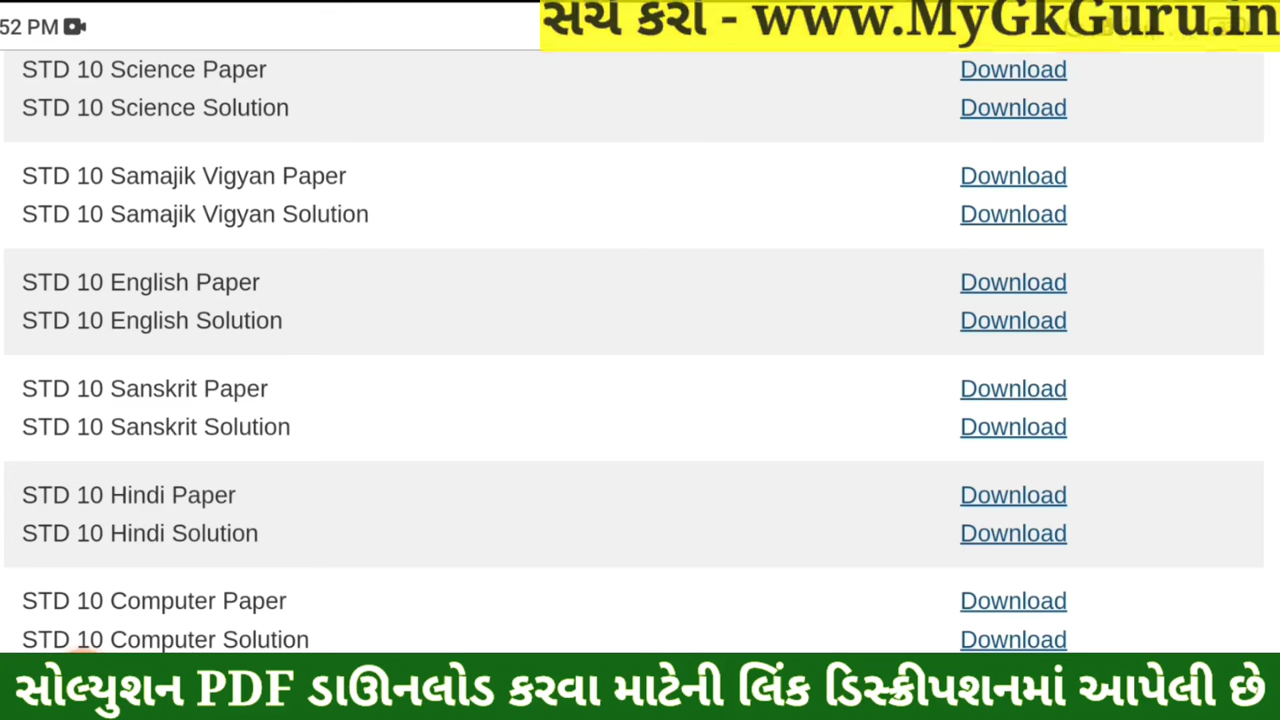 52 PM
સર્ચ કરો - www.MyGkGuru.in
STD 10 Science Paper Download
STD 10 Science Solution Download
STD 10 Samajik Vigyan Paper Download
STD 10 Samajik Vigyan Solution Download
STD 10 English Paper Download
STD 10 English Solution Download
STD 10 Sanskrit Paper Download
STD 10 Sanskrit Solution Download
STD 10 Hindi Paper Download
STD 10 Hindi Solution Download
STD 10 Computer Paper Download
STD 10 Computer Solution Download
સોલ્યુશન PDF ડાઊનલોડ કરવા માટેની લિંક ડિસ્ક્રીપશનમાં આપેલી છે